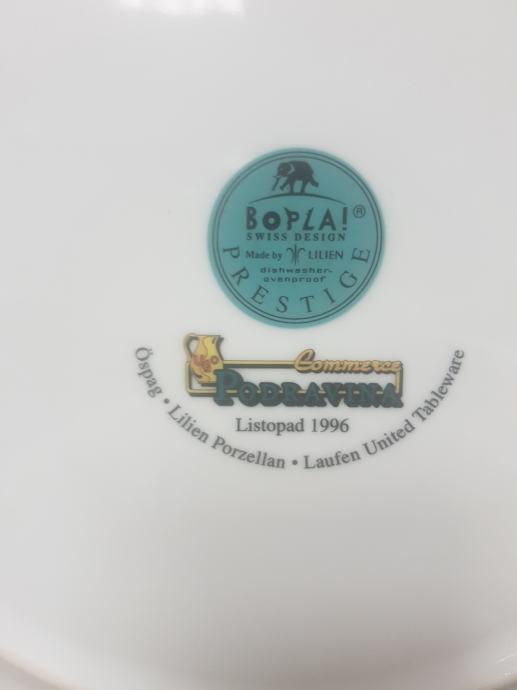 BOPLA!®
SWISS DESIGN
Made by LILIEN
dishwasher-
ovenproof
PRESTIGE
Commerce
PODRAVINA
Listopad 1996
Öspag • Lilien Porzellan • Laufen United Tableware